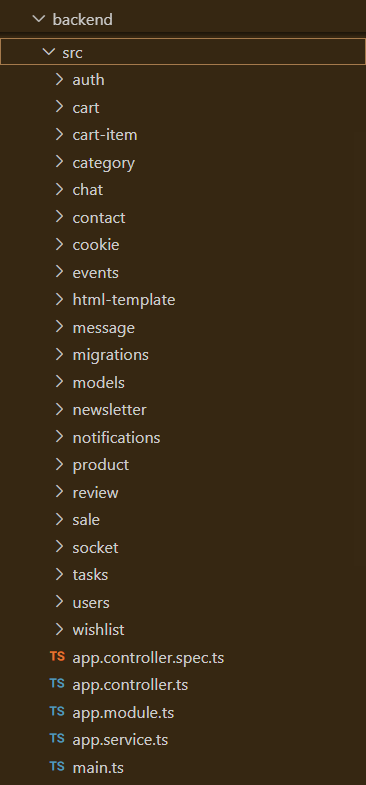 backend
src
auth
cart
cart-item
category
chat
contact
cookie
events
html-template
message
migrations
models
newsletter
notifications
product
review
sale
socket
tasks
users
wishlist
TS app.controller.spec.ts
TS app.controller.ts
TS app.module.ts
TS app.service.ts
TS main.ts